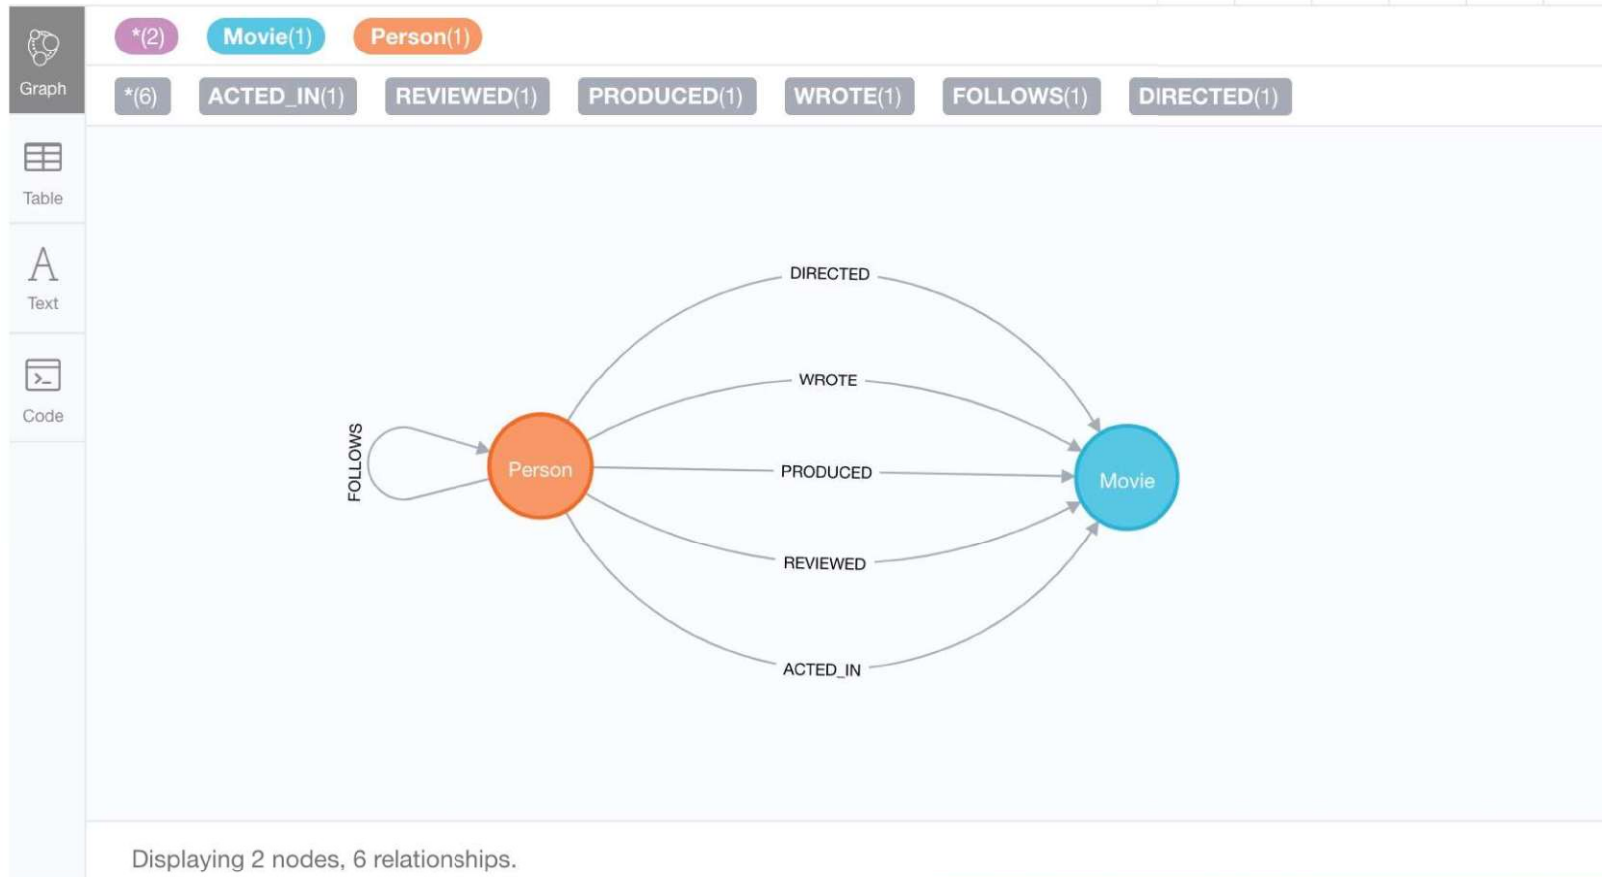 *(2) Movie(1) Person(1)
Graph
*(6) ACTED_IN(1) REVIEWED(1) PRODUCED(1) WROTE(1) FOLLOWS(1) DIRECTED(1)
Table
Text
Code
DIRECTED
WROTE
FOLLOWS
Person
PRODUCED
Movie
REVIEWED
ACTED_IN
Displaying 2 nodes, 6 relationships.